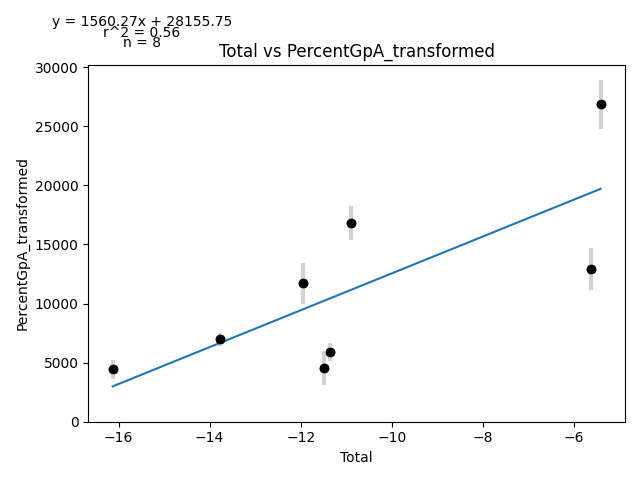 y = 1560.27x + 28155.75
r^2 = 0.56
n = 8
Total vs PercentGpA_transformed
30000
25000
20000
15000
10000
5000
0
PercentGpA_transformed
−16
−14
−12
−10
−8
−6
Total